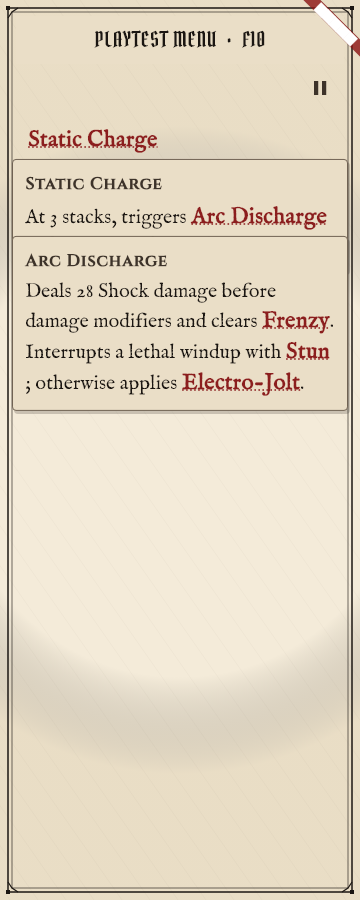 PLAYTEST MENU · F10
Static Charge
STATIC CHARGE
At 3 stacks, triggers Arc Discharge
ARC DISCHARGE
Deals 28 Shock damage before
damage modifiers and clears Frenzy.
Interrupts a lethal windup with Stun
; otherwise applies Electro-Jolt.